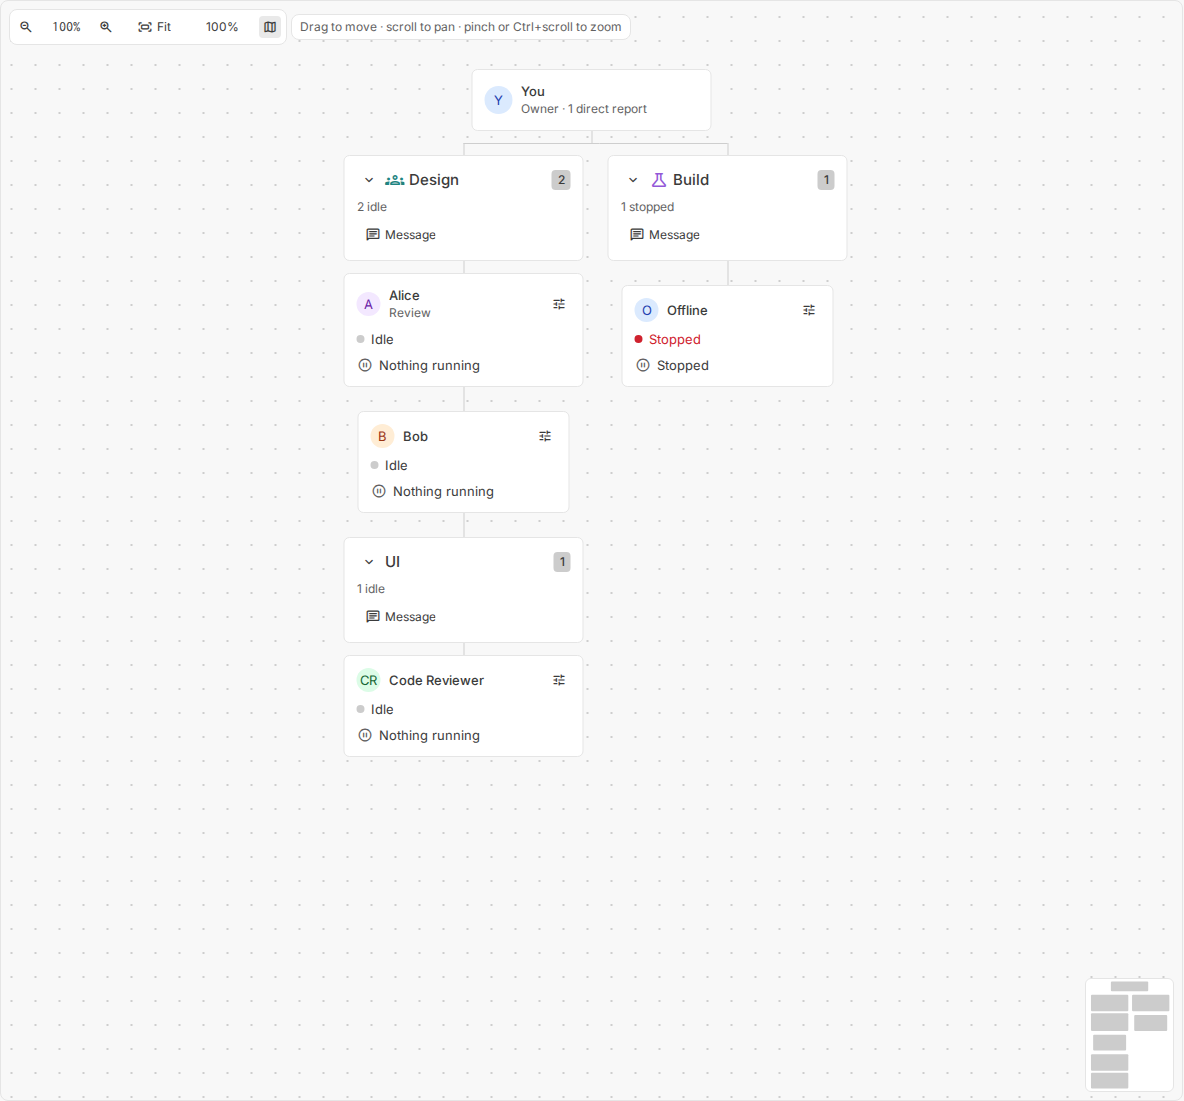 100%
Fit
100%
Drag to move · scroll to pan · pinch or Ctrl+scroll to zoom
Y
You
Owner · 1 direct report
Design
2
2 idle
Message
Build
1
1 stopped
Message
A
Alice
Review
Idle
Nothing running
O
Offline
Stopped
Stopped
B
Bob
Idle
Nothing running
UI
1
1 idle
Message
CR
Code Reviewer
Idle
Nothing running